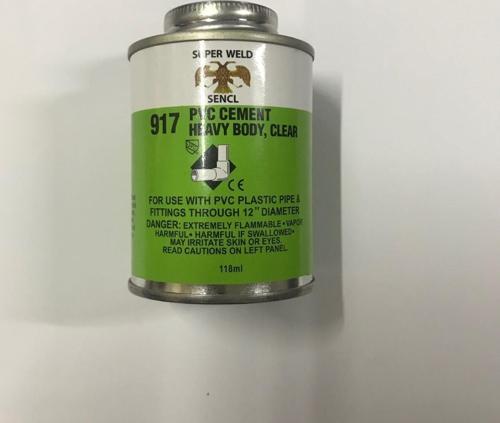 SUPER WELD
SENCL
917 PVC CEMENT
HEAVY BODY, CLEAR
CE
FOR USE WITH PVC PLASTIC PIPE &
FITTINGS THROUGH 12" DIAMETER
DANGER: EXTREMELY FLAMMABLE • VAPOR
HARMFUL • HARMFUL IF SWALLOWED •
MAY IRRITATE SKIN OR EYES.
READ CAUTIONS ON LEFT PANEL.
118ml